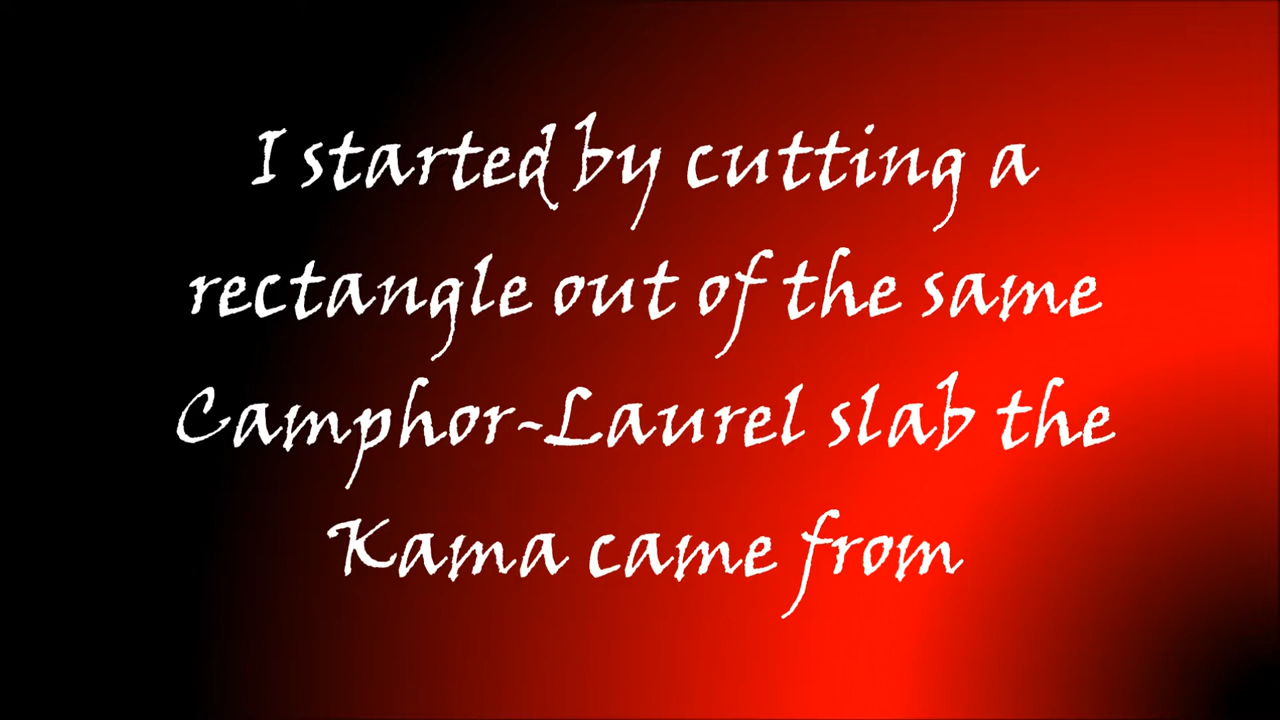 I started by cutting a
rectangle out of the same
Camphor-Laurel slab the
Kama came from